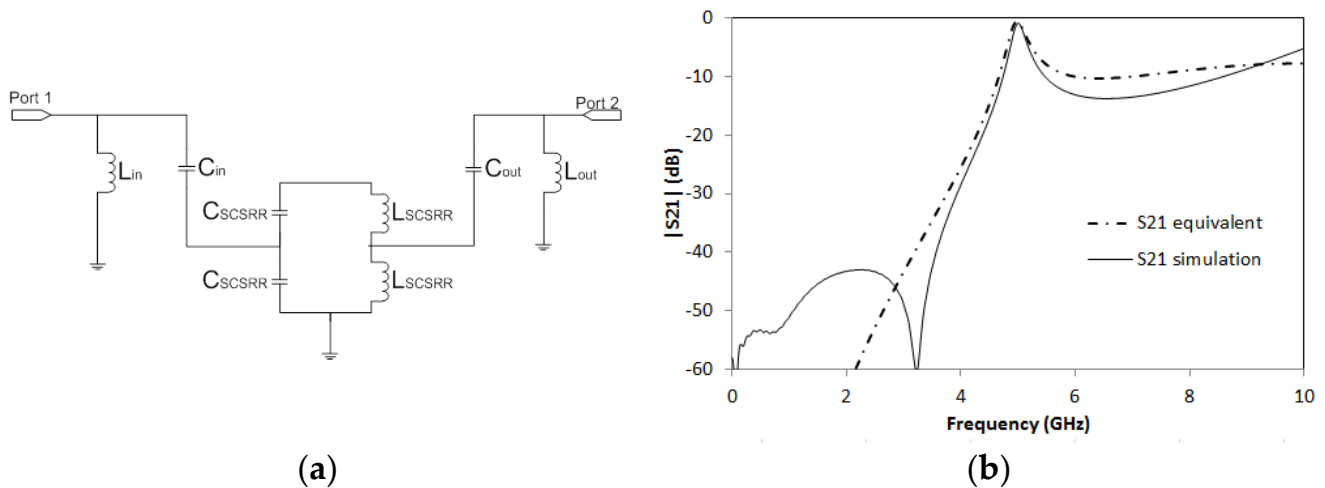 Port 1
Port 2
Lin
Cin
Cout
Lout
CSCSRR
LSCSRR
CSCSRR
LSCSRR
(a)
|S21| (dB)
0
-10
-20
-30
-40
-50
-60
S21 equivalent
S21 simulation
0 2 4 6 8 10
Frequency (GHz)
(b)